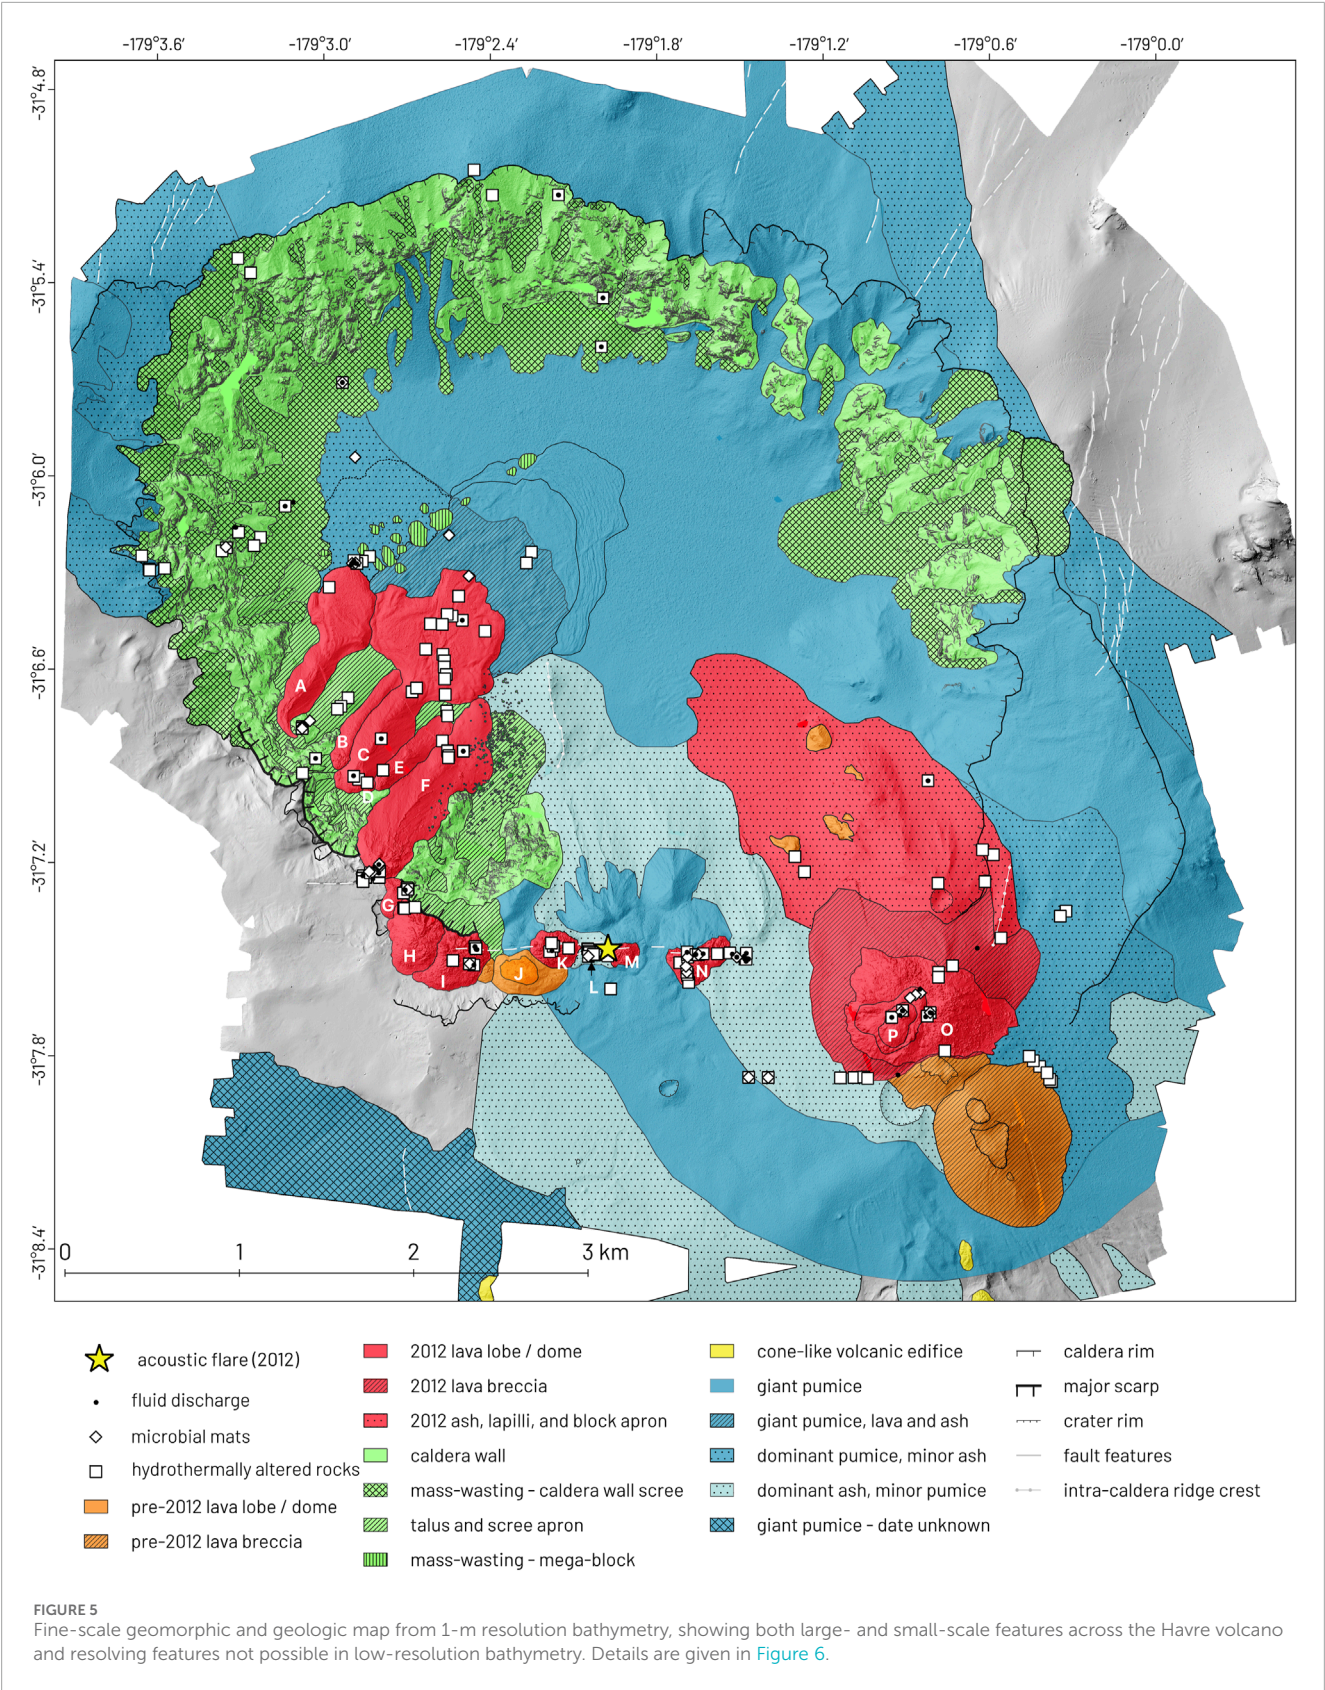 -179°3.6′ -179°3.0′ -179°2.4′ -179°1.8′ -179°1.2′ -179°0.6′ -179°0.0′
-31°4.8′
-31°5.4′
-31°6.0′
-31°6.6′
-31°7.2′
-31°7.8′
-31°8.4′
A
B
C
E
D
F
G
H
I
J
K
L
M
N
O
P
0 1 2 3 km
acoustic flare (2012)
fluid discharge
microbial mats
hydrothermally altered rocks
pre-2012 lava lobe / dome
pre-2012 lava breccia
2012 lava lobe / dome
2012 lava breccia
2012 ash, lapilli, and block apron
caldera wall
mass-wasting - caldera wall scree
talus and scree apron
mass-wasting - mega-block
cone-like volcanic edifice
giant pumice
giant pumice, lava and ash
dominant pumice, minor ash
dominant ash, minor pumice
giant pumice - date unknown
caldera rim
major scarp
crater rim
fault features
intra-caldera ridge crest
FIGURE 5
Fine-scale geomorphic and geologic map from 1-m resolution bathymetry, showing both large- and small-scale features across the Havre volcano
and resolving features not possible in low-resolution bathymetry. Details are given in Figure 6.